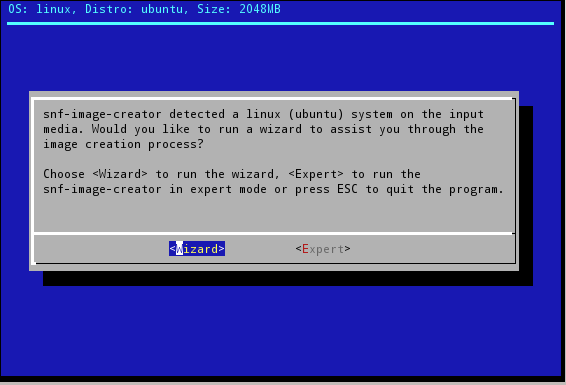 OS: linux, Distro: ubuntu, Size: 2048MB
snf-image-creator detected a linux (ubuntu) system on the input
media. Would you like to run a wizard to assist you through the
image creation process?
Choose <Wizard> to run the wizard, <Expert> to run the
snf-image-creator in expert mode or press ESC to quit the program.
<Wizard> <Expert>